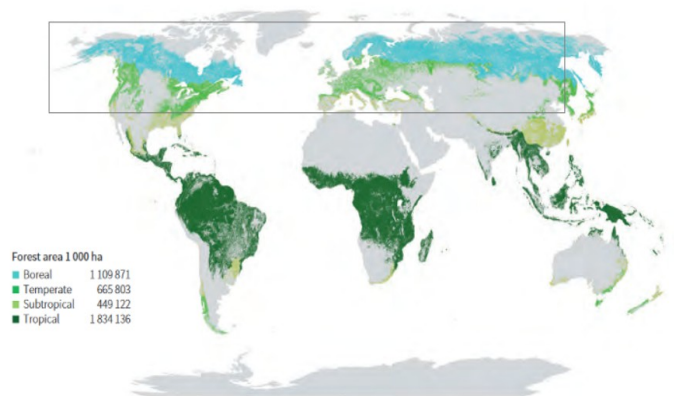 Forest area 1 000 ha
Boreal 1 109 871
Temperate 665 803
Subtropical 449 122
Tropical 1 834 136